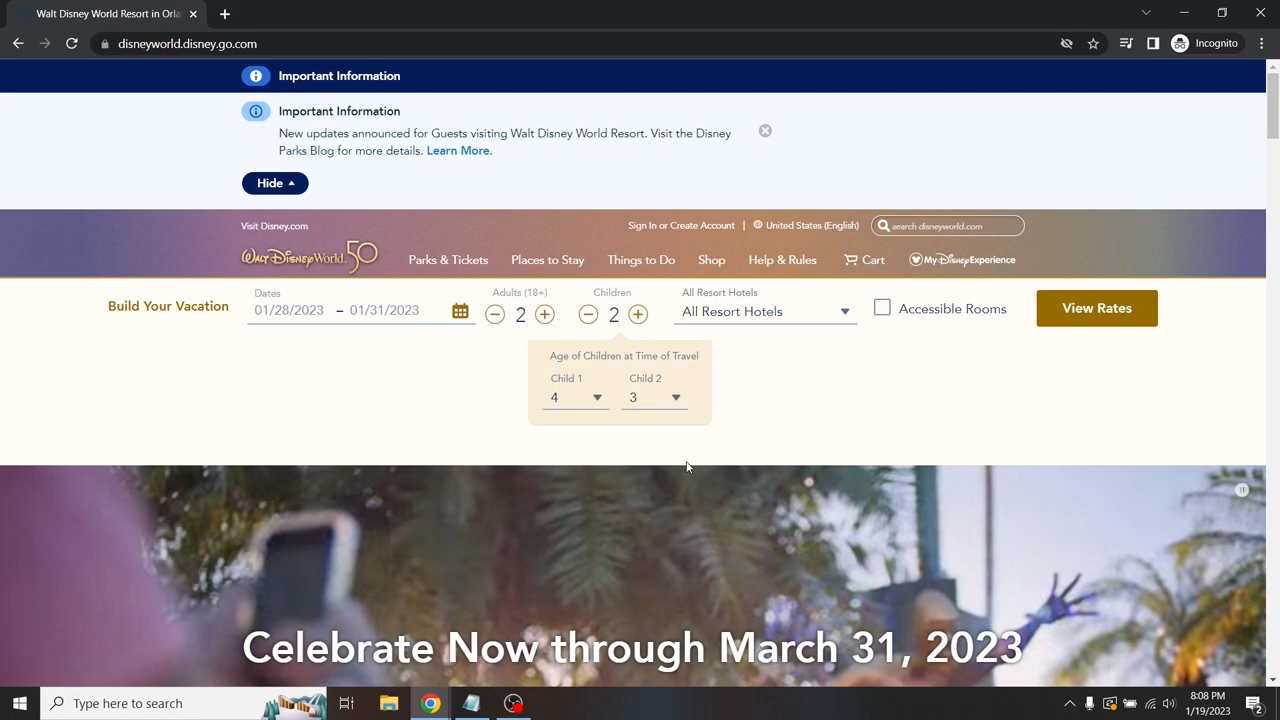 Walt Disney World Resort in Orla
disneyworld.disney.go.com
Incognito
Important Information
Important Information
New updates announced for Guests visiting Walt Disney World Resort. Visit the Disney
Parks Blog for more details. Learn More.
Hide
Visit Disney.com
Sign In or Create Account | United States (English)
search disneyworld.com
Walt Disney World. 50
Parks & Tickets
Places to Stay
Things to Do
Shop
Help & Rules
Cart
My Disney Experience
Build Your Vacation
Dates
01/28/2023 – 01/31/2023
Adults (18+)
2
Children
2
All Resort Hotels
All Resort Hotels
Accessible Rooms
View Rates
Age of Children at Time of Travel
Child 1
4
Child 2
3
Celebrate Now through March 31, 2023
Type here to search
8:08 PM
1/19/2023
2